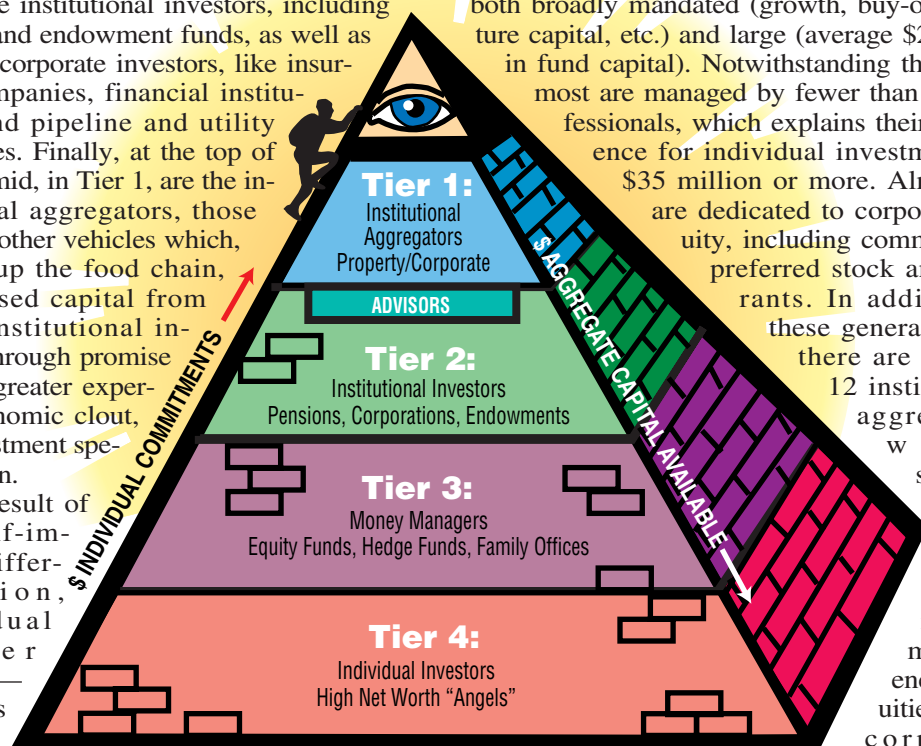 e institutional investors, including
and endowment funds, as well as
corporate investors, like insur-
mpanies, financial institu-
nd pipeline and utility
es. Finally, at the top of
mid, in Tier 1, are the in-
al aggregators, those
other vehicles which,
up the food chain,
sed capital from
nstitutional in-
hrough promise
greater exper-
nomic clout,
stment spe-
n.
esult of
lf-im-
iffer-
ion,
dual
e r
—
s
$ INDIVIDUAL COMMITMENTS
Tier 1:
Institutional
Aggregators
Property/Corporate
ADVISORS
Tier 2:
Institutional Investors
Pensions, Corporations, Endowments
Tier 3:
Money Managers
Equity Funds, Hedge Funds, Family Offices
Tier 4:
Individual Investors
High Net Worth “Angels”
$ AGGREGATE CAPITAL AVAILABLE
both broadly mandated (growth, buy-o
ture capital, etc.) and large (average $2
in fund capital). Notwithstanding th
most are managed by fewer than
fessionals, which explains their
ence for individual investm
$35 million or more. Al
are dedicated to corpo
uity, including comm
preferred stock a
rants. In addi
these genera
there are
12 insti
aggre
w
s
m
end
uitie
corr